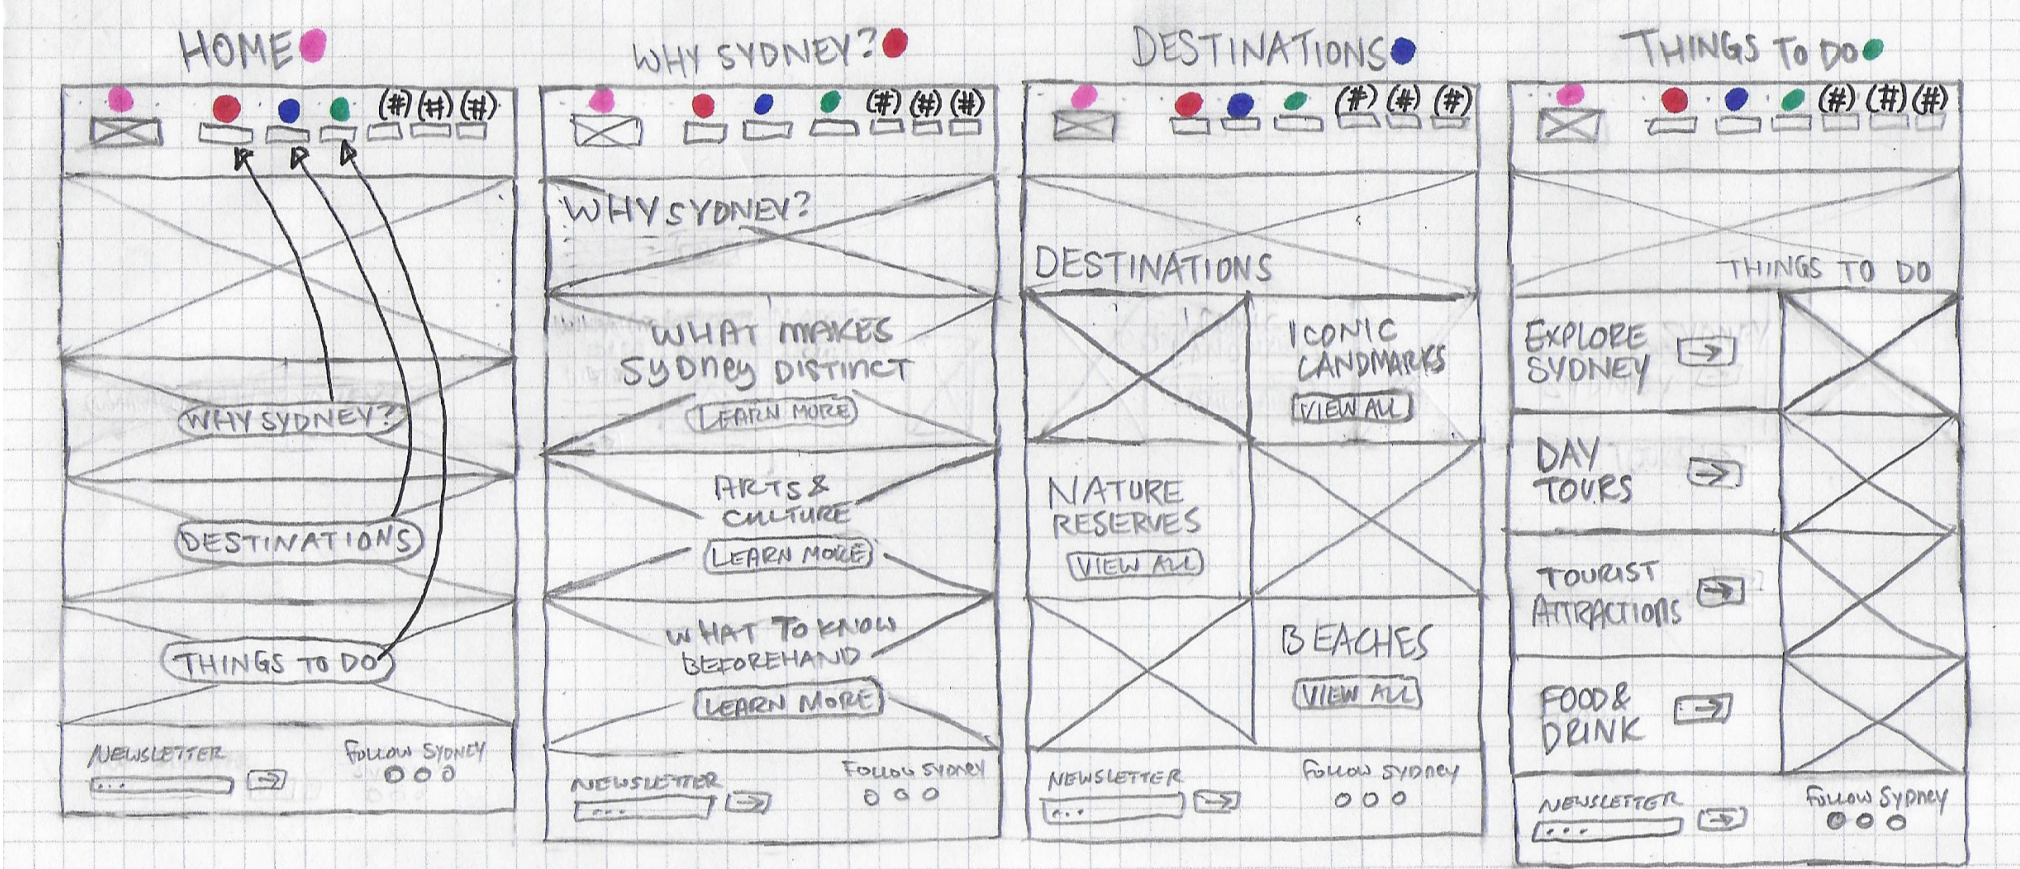 HOME
(#) (#) (#)
WHY SYDNEY?
DESTINATIONS
THINGS TO DO
NEWSLETTER
...
FOLLOW SYDNEY
WHY SYDNEY?
(#) (#) (#)
WHY SYDNEY?
WHAT MAKES
SYDNEY DISTINCT
LEARN MORE
ARTS &
CULTURE
LEARN MORE
WHAT TO KNOW
BEFOREHAND
LEARN MORE
NEWSLETTER
...
FOLLOW SYDNEY
DESTINATIONS
(#) (#) (#)
DESTINATIONS
ICONIC
LANDMARKS
VIEW ALL
NATURE
RESERVES
VIEW ALL
BEACHES
VIEW ALL
NEWSLETTER
...
FOLLOW SYDNEY
THINGS TO DO
(#) (#) (#)
THINGS TO DO
EXPLORE
SYDNEY
DAY
TOURS
TOURIST
ATTRACTIONS
FOOD &
DRINK
NEWSLETTER
...
FOLLOW SYDNEY